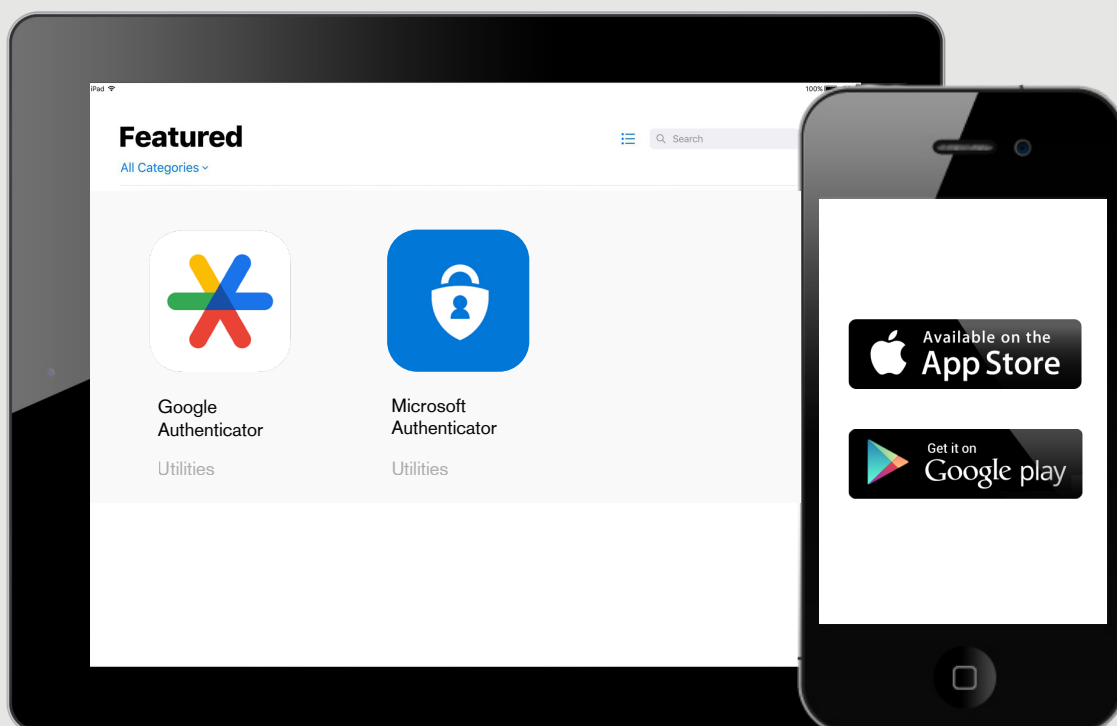 iPad
100%
Featured
Search
All Categories
Google
Authenticator
Utilities
Microsoft
Authenticator
Utilities
Available on the
App Store
Get it on
Google play